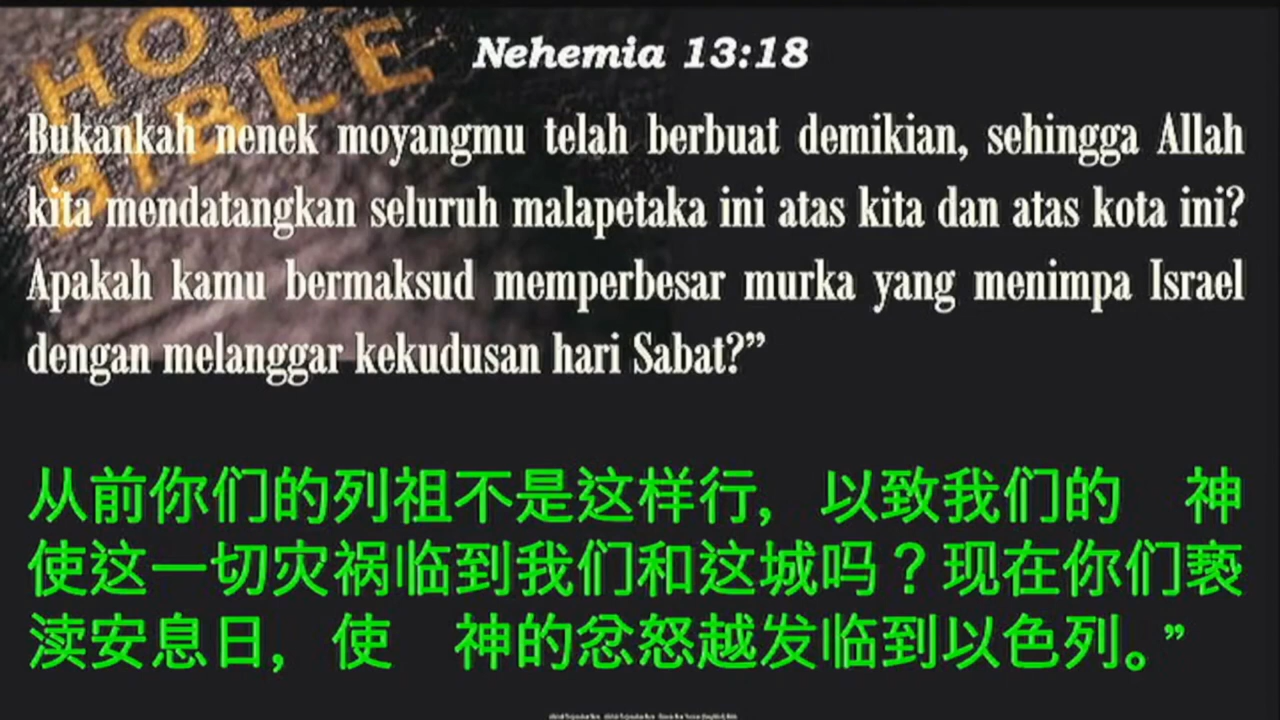 HOL
BIBLE
Nehemia 13:18
Bukankah nenek moyangmu telah berbuat demikian, sehingga Allah
kita mendatangkan seluruh malapetaka ini atas kita dan atas kota ini?
Apakah kamu bermaksud memperbesar murka yang menimpa Israel
dengan melanggar kekudusan hari Sabat?”
从前你们的列祖不是这样行，以致我们的　神
使这一切灾祸临到我们和这城吗？现在你们亵
渎安息日，使　神的忿怒越发临到以色列。”